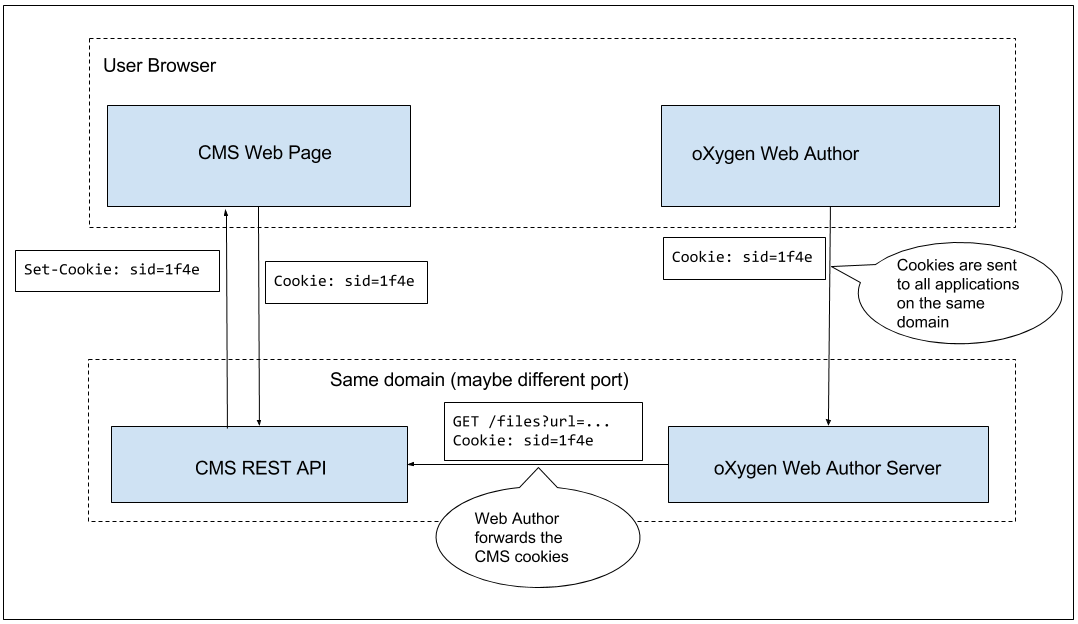 User Browser
CMS Web Page
oXygen Web Author
Set-Cookie: sid=1f4e
Cookie: sid=1f4e
Cookie: sid=1f4e
Cookies are sent
to all applications
on the same
domain
Same domain (maybe different port)
GET /files?url=...
Cookie: sid=1f4e
CMS REST API
oXygen Web Author Server
Web Author
forwards the
CMS cookies